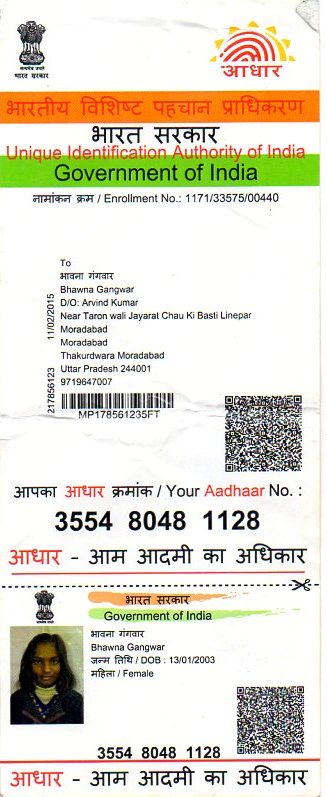 सत्यमेव जयते
भारत सरकार
आधार
भारतीय विशिष्ट पहचान प्राधिकरण
भारत सरकार
Unique Identification Authority of India
Government of India
नामांकन क्रम / Enrollment No.: 1171/33575/00440
To
भावना गंगवार
Bhawna Gangwar
D/O: Arvind Kumar
Near Taron wali Jayarat Chau Ki Basti Linepar
Moradabad
Moradabad
Thakurdwara Moradabad
Uttar Pradesh 244001
9719647007
217856123 11/02/2015
MP178561235FT
आपका आधार क्रमांक / Your Aadhaar No. :
3554 8048 1128
आधार - आम आदमी का अधिकार
भारत सरकार
Government of India
भावना गंगवार
Bhawna Gangwar
जन्म तिथि / DOB : 13/01/2003
महिला / Female
3554 8048 1128
आधार - आम आदमी का अधिकार